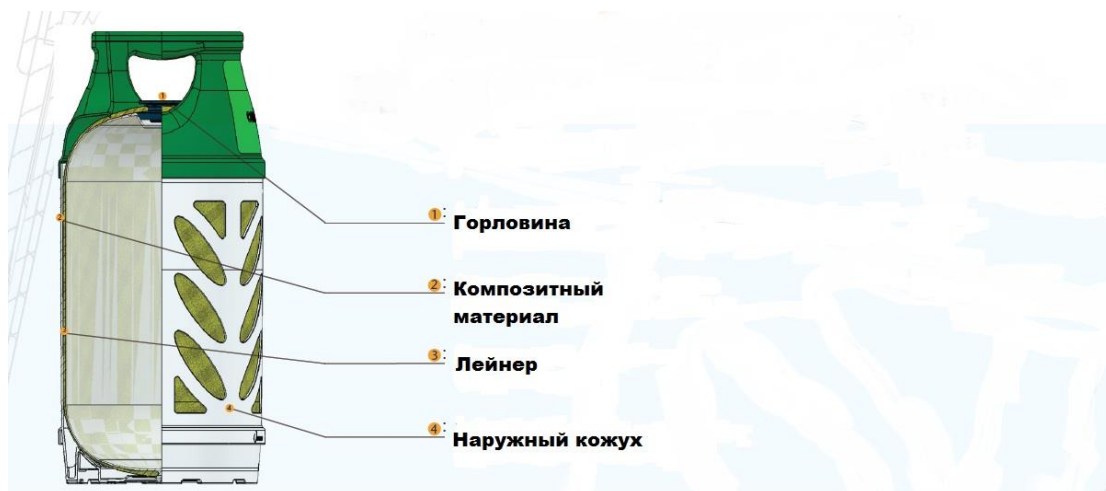 1: Горловина
2: Композитный
материал
3: Лейнер
4: Наружный кожух